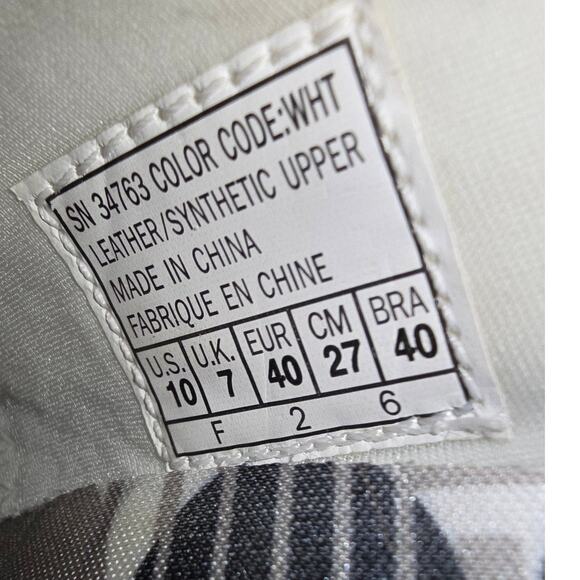 SN 34763 COLOR CODE:WHT
LEATHER/SYNTHETIC UPPER
MADE IN CHINA
FABRIQUE EN CHINE
U.S. U.K. EUR CM BRA
10 7 40 27 40
F 2 6